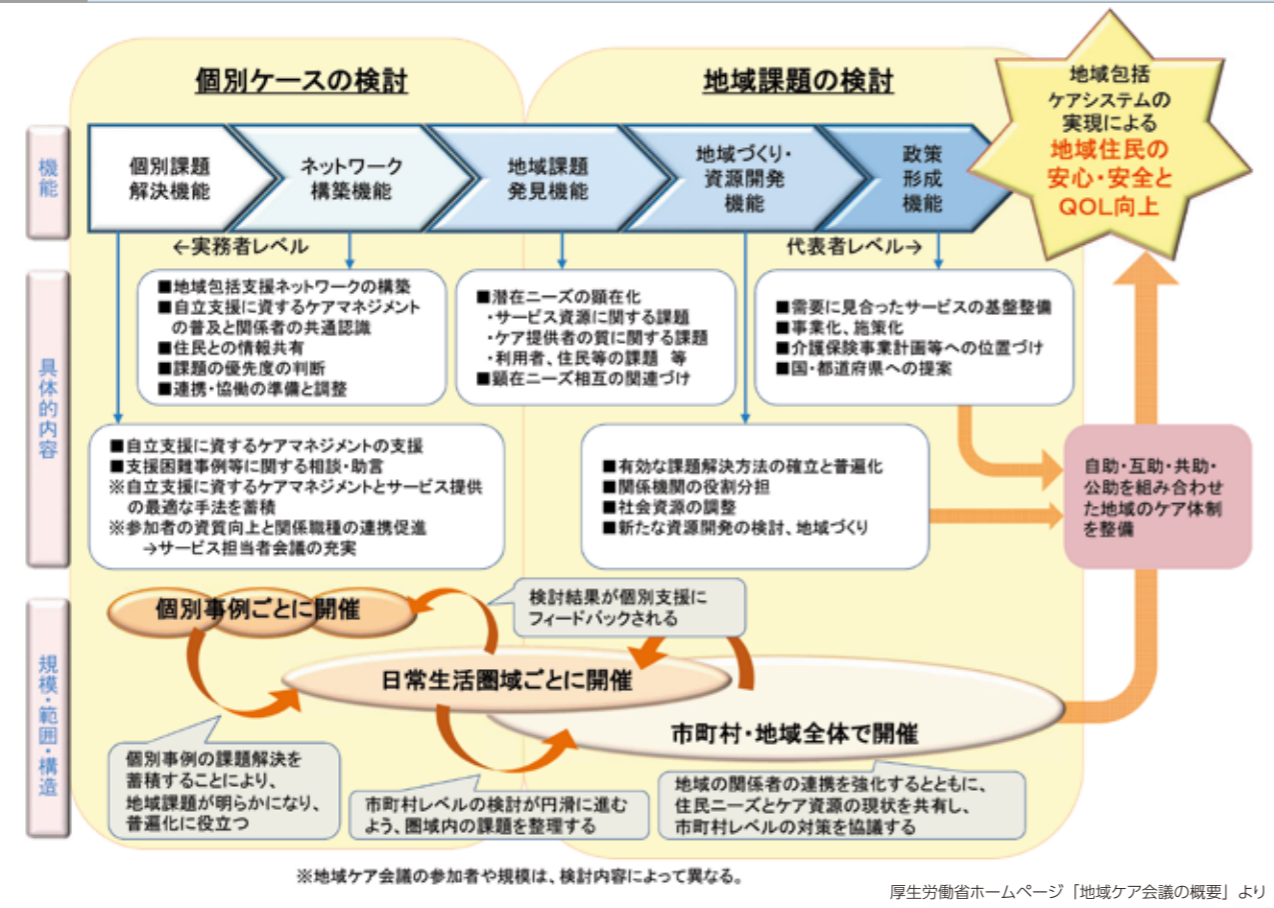 個別ケースの検討
地域課題の検討
機能
個別課題
解決機能
ネットワーク
構築機能
地域課題
発見機能
地域づくり・
資源開発
機能
政策
形成
機能
地域包括
ケアシステムの
実現による
地域住民の
安心・安全と
QOL向上
←実務者レベル
代表者レベル→
具体的内容
■地域包括支援ネットワークの構築
■自立支援に資するケアマネジメント
の普及と関係者の共通認識
■住民との情報共有
■課題の優先度の判断
■連携・協働の準備と調整
■潜在ニーズの顕在化
・サービス資源に関する課題
・ケア提供者の質に関する課題
・利用者、住民等の課題 等
■顕在ニーズ相互の関連づけ
■需要に見合ったサービスの基盤整備
■事業化、施策化
■介護保険事業計画等への位置づけ
■国・都道府県への提案
■自立支援に資するケアマネジメントの支援
■支援困難事例等に関する相談・助言
※自立支援に資するケアマネジメントとサービス提供
の最適な手法を蓄積
※参加者の資質向上と関係職種の連携促進
→サービス担当者会議の充実
■有効な課題解決方法の確立と普遍化
■関係機関の役割分担
■社会資源の調整
■新たな資源開発の検討、地域づくり
自助・互助・共助・
公助を組み合わせ
た地域のケア体制
を整備
規模・範囲・構造
個別事例ごとに開催
検討結果が個別支援に
フィードバックされる
日常生活圏域ごとに開催
市町村・地域全体で開催
個別事例の課題解決を
蓄積することにより、
地域課題が明らかになり、
普遍化に役立つ
市町村レベルの検討が円滑に進む
よう、圏域内の課題を整理する
地域の関係者の連携を強化するとともに、
住民ニーズとケア資源の現状を共有し、
市町村レベルの対策を協議する
※地域ケア会議の参加者や規模は、検討内容によって異なる。
厚生労働省ホームページ「地域ケア会議の概要」より